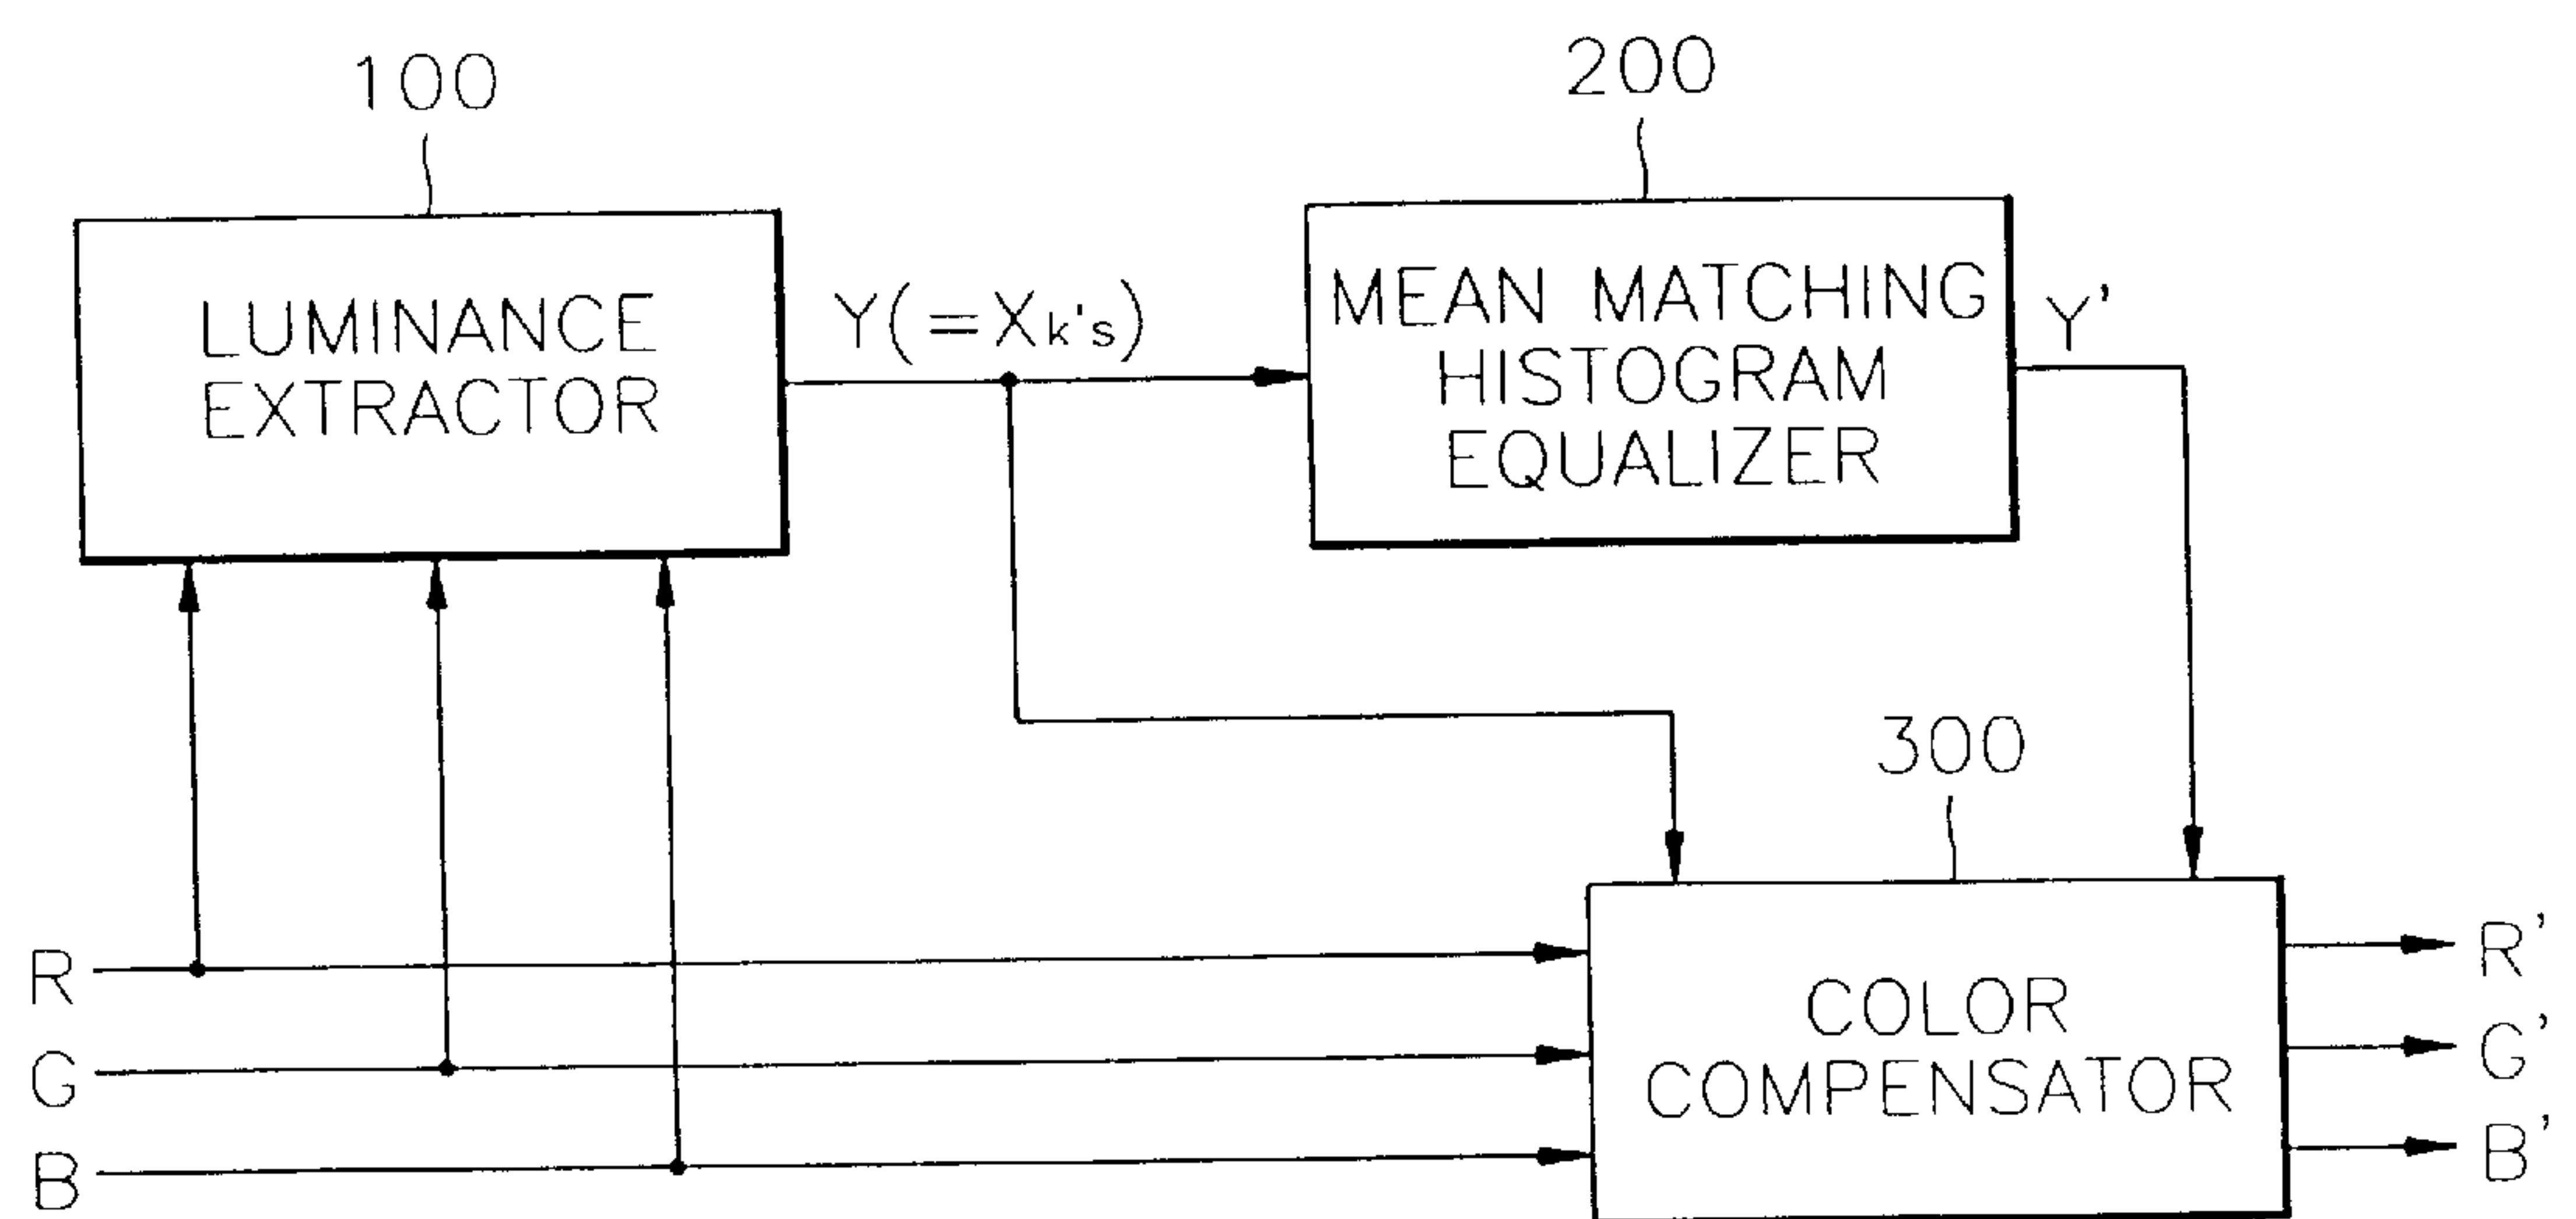 100
200
LUMINANCE
EXTRACTOR
Y(=Xk's)
MEAN MATCHING
HISTOGRAM
EQUALIZER
Y'
300
R
G
B
COLOR
COMPENSATOR
R'
G'
B'